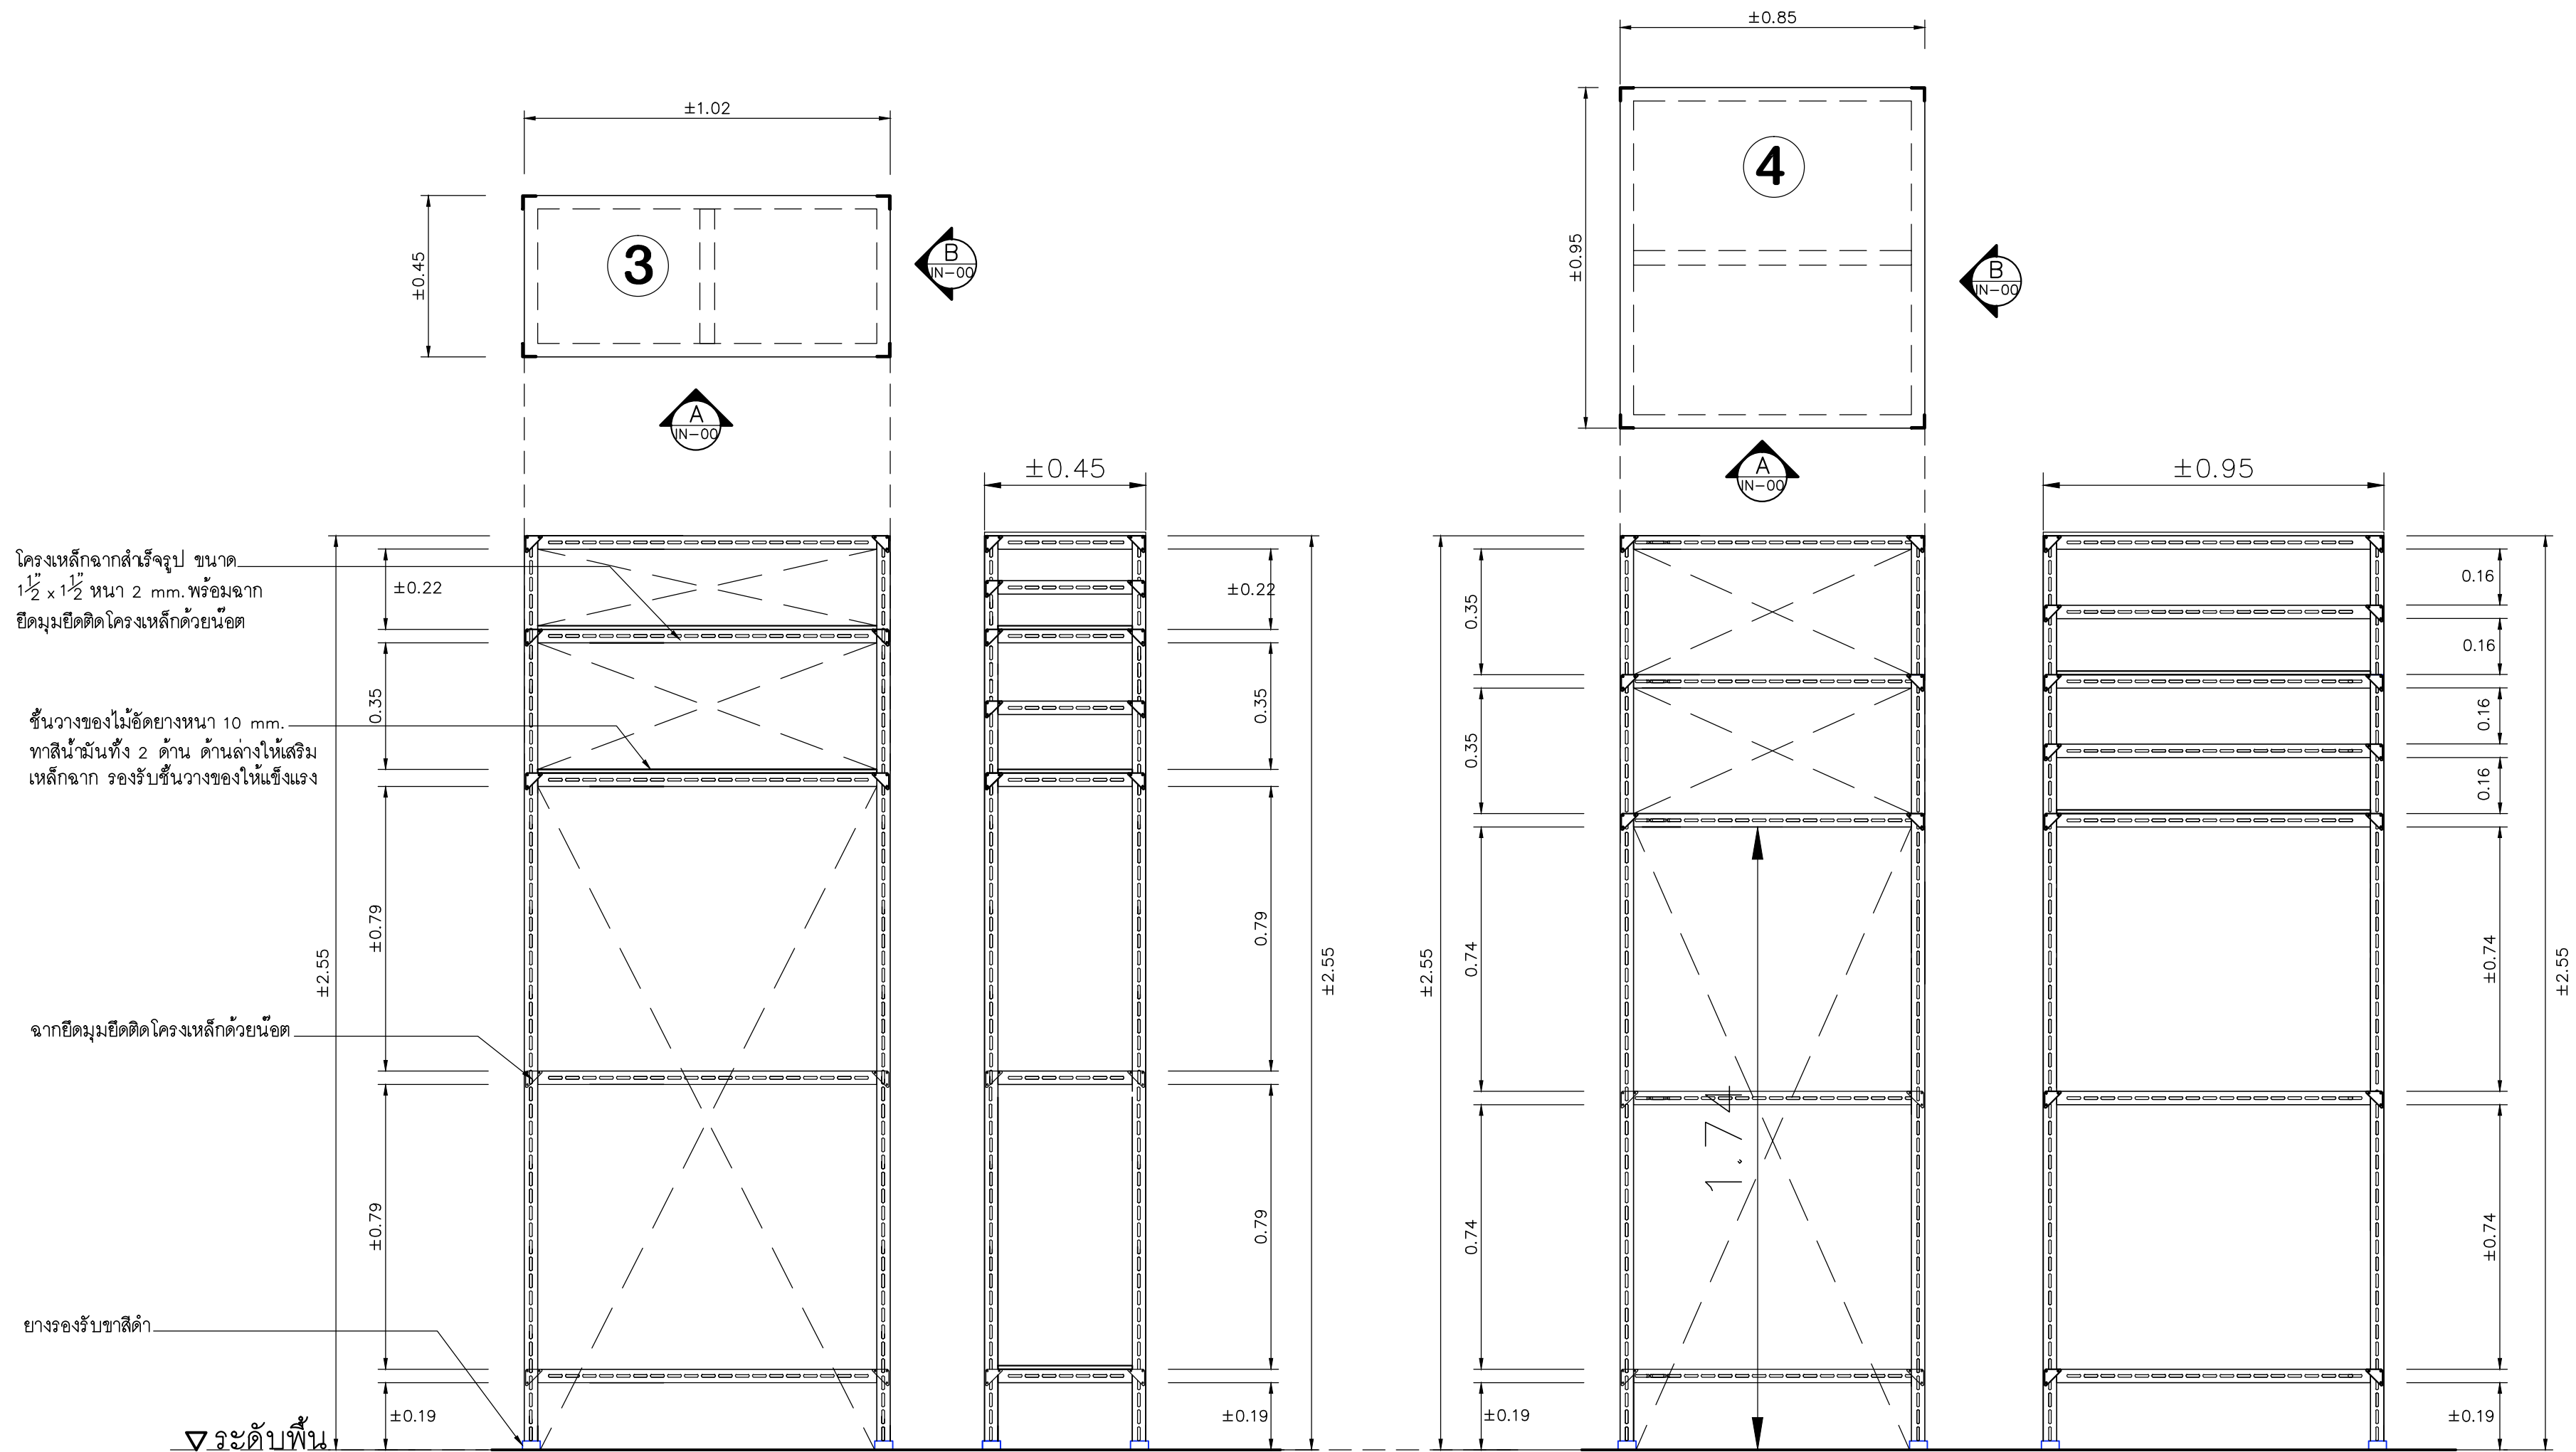 ±1.02
±0.45
3
B
IN-00
A
IN-00
±0.45
โครงเหล็กฉากสำเร็จรูป ขนาด
1 1/2" x 1 1/2" หนา 2 mm. พร้อมฉาก
ยึดมุมยึดติดโครงเหล็กด้วยน๊อต
ชั้นวางของไม้อัดยางหนา 10 mm.
ทาสีน้ำมันทั้ง 2 ด้าน ด้านล่างให้เสริม
เหล็กฉาก รองรับชั้นวางของให้แข็งแรง
ฉากยึดมุมยึดติดโครงเหล็กด้วยน๊อต
ยางรองรับขาสีดำ
ระดับพื้น
±2.55
±0.22
0.35
±0.79
±0.79
±0.19
±0.22
0.35
0.79
0.79
±0.19
±2.55
±0.85
±0.95
4
B
IN-00
A
IN-00
±0.95
±2.55
0.35
0.35
0.74
0.74
±0.19
1.74
0.16
0.16
0.16
0.16
±0.74
±0.74
±0.19
±2.55